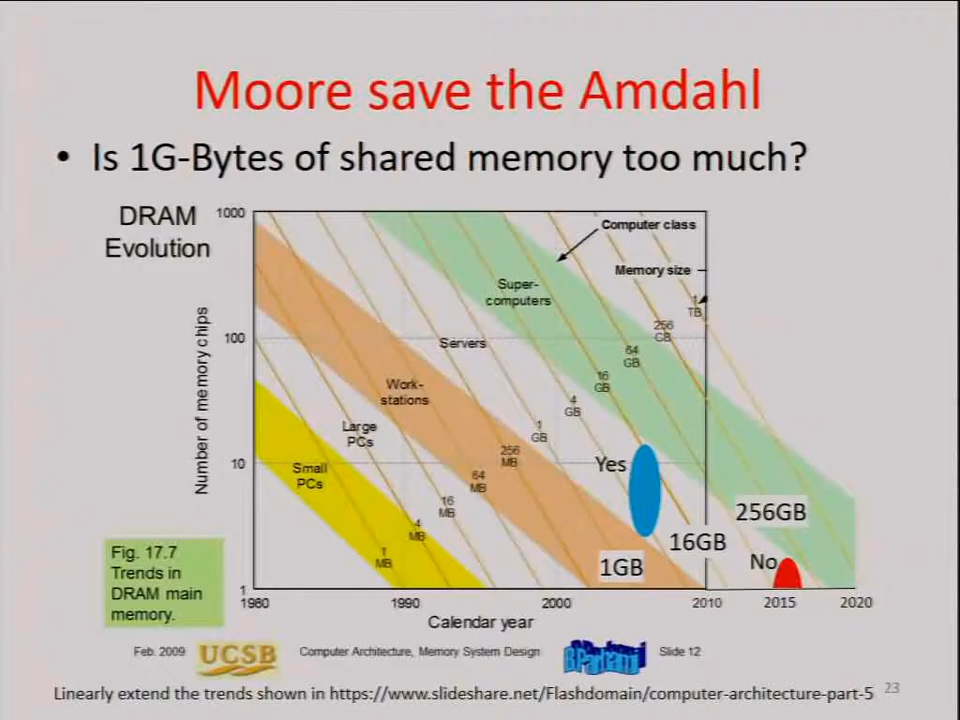 Moore save the Amdahl
• Is 1G-Bytes of shared memory too much?
DRAM
Evolution
1000
100
10
1
Number of memory chips
Computer class
Memory size
Super-
computers
Servers
Work-
stations
Large
PCs
Small
PCs
1
TB
256
GB
64
GB
16
GB
4
GB
1
GB
256
MB
64
MB
16
MB
4
MB
1
MB
Yes
256GB
16GB
1GB
No
Fig. 17.7
Trends in
DRAM main
memory.
1980
1990
2000
2010
2015
2020
Calendar year
Feb. 2009
UCSB
Computer Architecture, Memory System Design
B.Parhami
Slide 12
Linearly extend the trends shown in https://www.slideshare.net/Flashdomain/computer-architecture-part-5
23